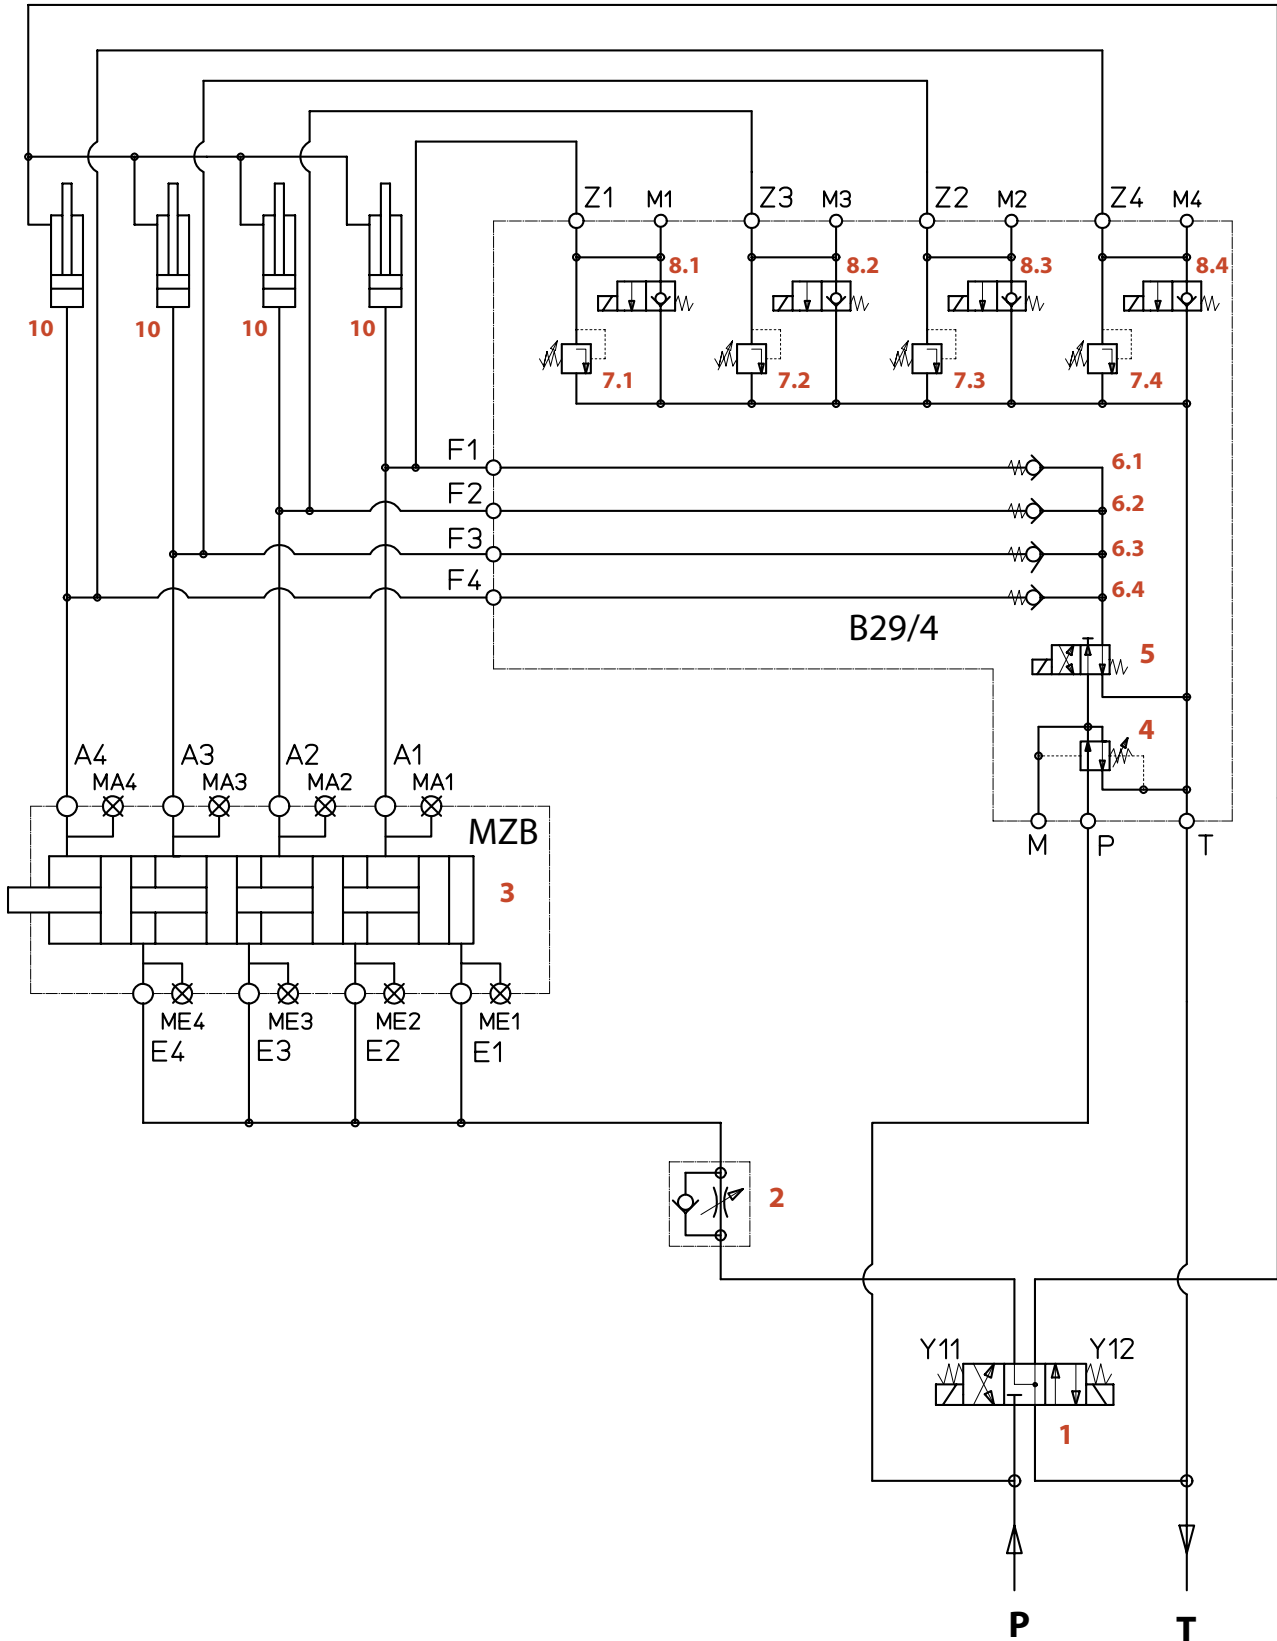 Z1 M1 Z3 M3 Z2 M2 Z4 M4
8.1 8.2 8.3 8.4
10 10 10 10
7.1 7.2 7.3 7.4
F1 6.1
F2 6.2
F3 6.3
F4 6.4
B29/4
5
4
A4 A3 A2 A1
MA4 MA3 MA2 MA1
MZB
M P T
3
ME4 ME3 ME2 ME1
E4 E3 E2 E1
2
Y11 Y12
1
P T